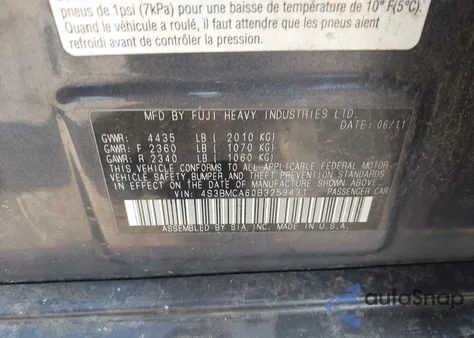 pneus de 1psi (7kPa) pour une baisse de température de 10° F(5°C).
Quand le véhicule a roulé, il faut attendre que les pneus aient
refroidi avant de contrôler la pression.
MFD BY FUJI HEAVY INDUSTRIES LTD.
DATE: 06/11
GVWR: 4435 LB ( 2010 KG)
GAWR: F 2360 LB ( 1070 KG)
GAWR: R 2340 LB ( 1060 KG)
THIS VEHICLE CONFORMS TO ALL APPLICABLE FEDERAL MOTOR
VEHICLE SAFETY, BUMPER, AND THEFT PREVENTION STANDARDS
IN EFFECT ON THE DATE OF MANUFACTURE SHOWN ABOVE.
VIN: 4S3BMCA60B3259431 PASSENGER CAR
ASSEMBLED BY SIA, INC. MADE IN U.S.A.
autoSnap